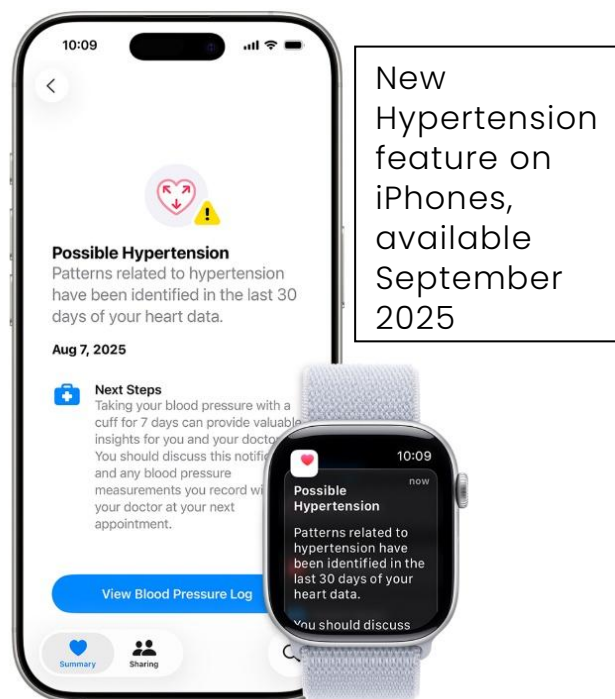 10:09
Possible Hypertension
Patterns related to hypertension
have been identified in the last 30
days of your heart data.
Aug 7, 2025
Next Steps
Taking your blood pressure with a
cuff for 7 days can provide valuable
insights for you and your doctor.
You should discuss this
and any blood pressure
measurements you record
your doctor at your next
appointment.
View Blood Pressure Log
Summary
Sharing
New
Hypertension
feature on
iPhones,
available
September
2025
10:09
now
Possible
Hypertension
Patterns related to
hypertension have
been identified in the
last 30 days of your
heart data.
You should discuss